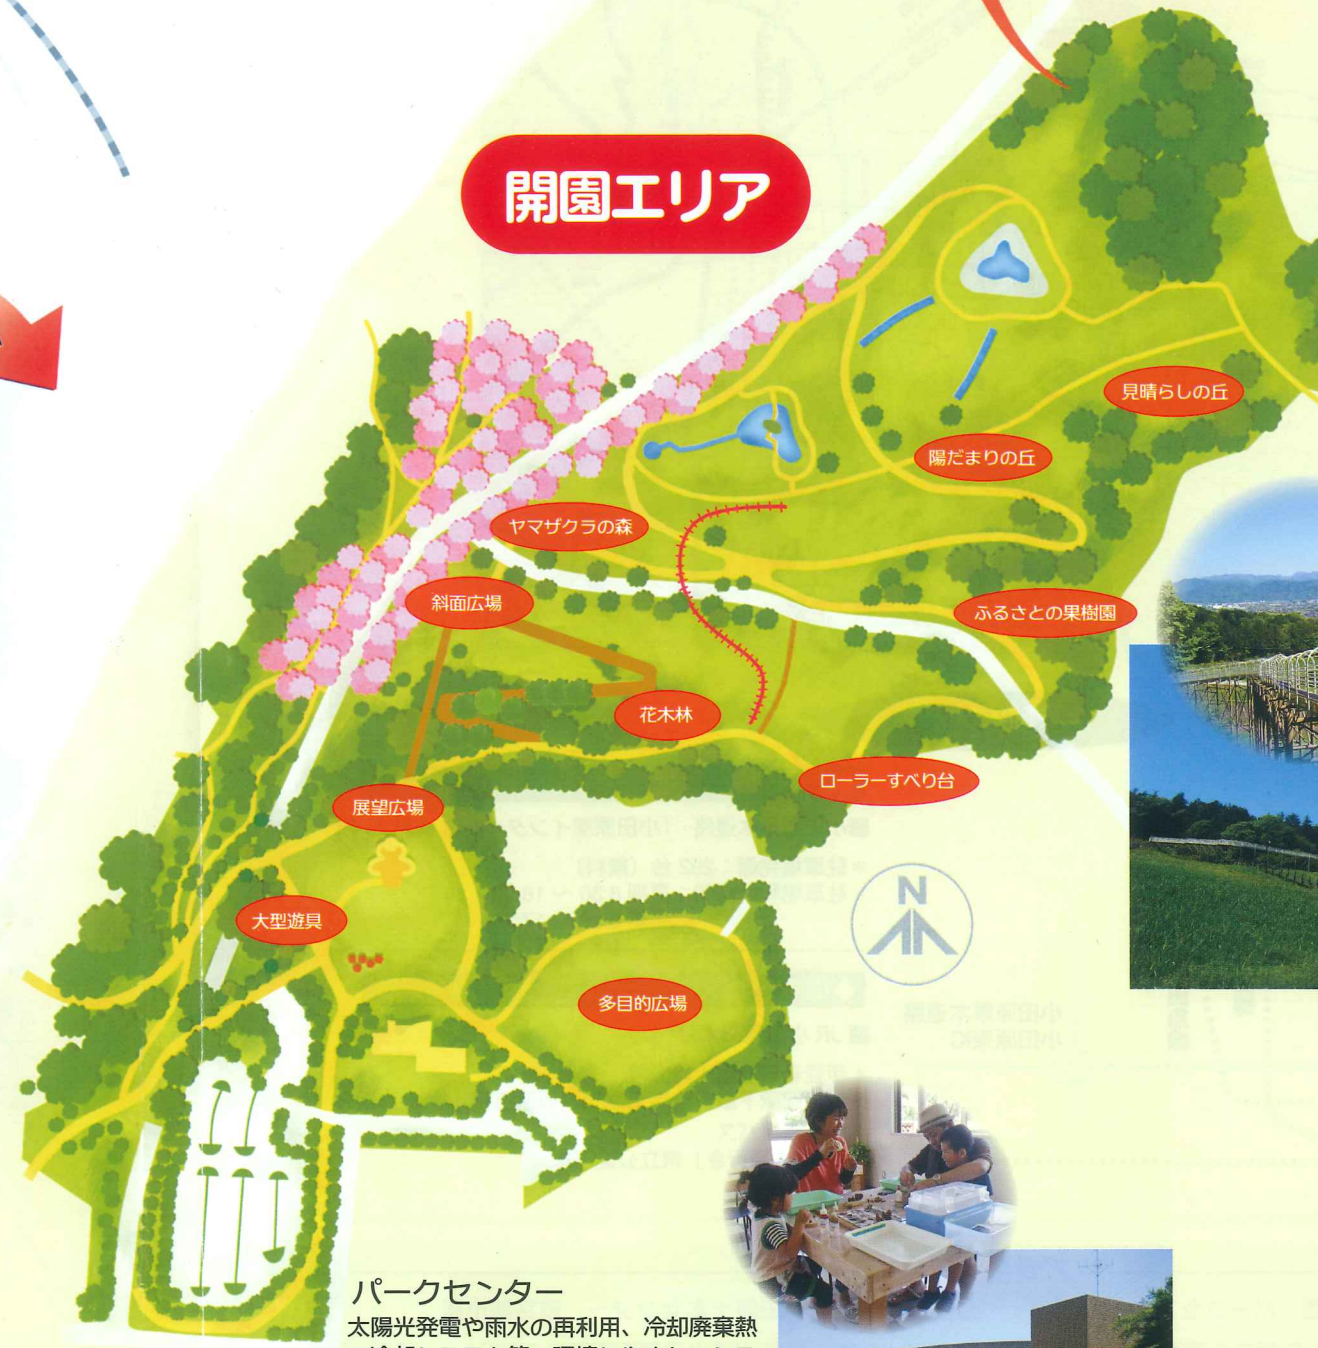 開園エリア
見晴らしの丘
陽だまりの丘
ヤマザクラの森
斜面広場
ふるさとの果樹園
花木林
ローラーすべり台
展望広場
N
大型遊具
多目的広場
パークセンター
太陽光発電や雨水の再利用、冷却廃棄熱